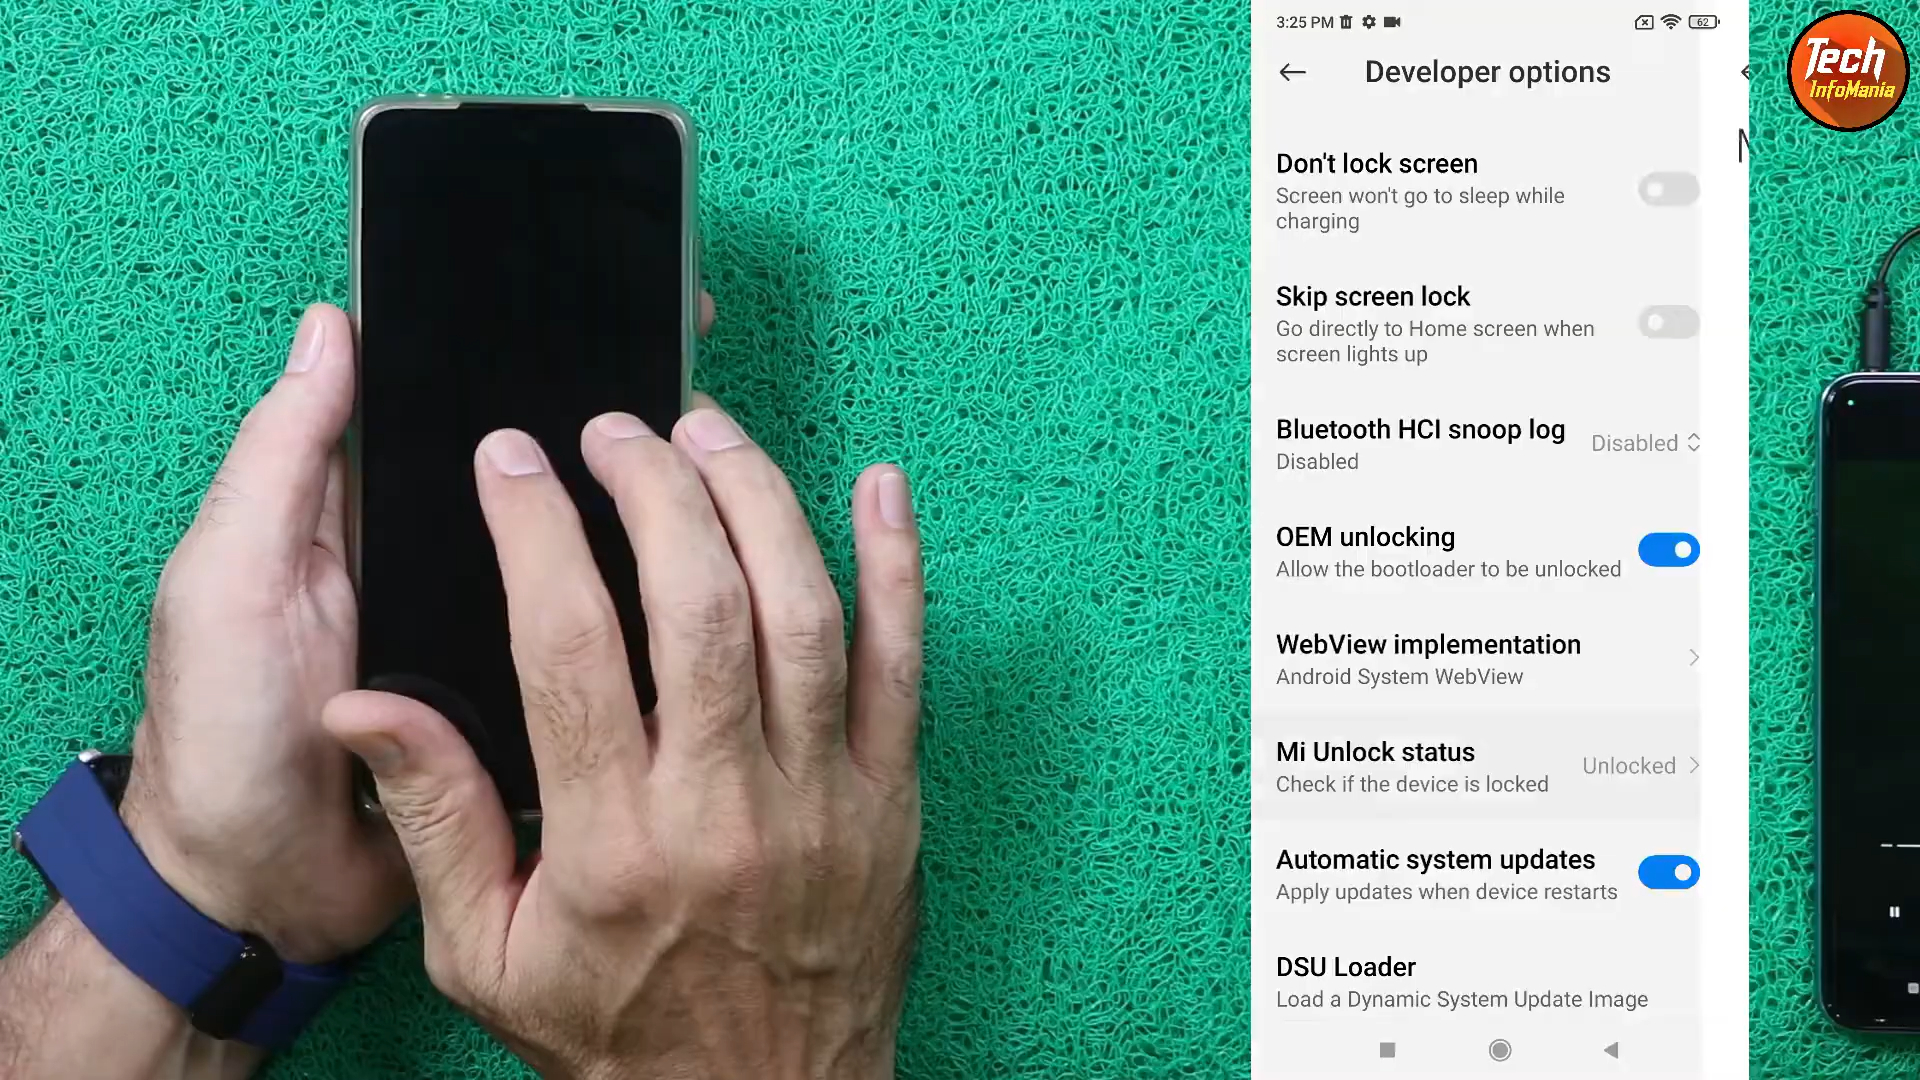 3:25 PM
62
Tech
InfoMania
Developer options
Don't lock screen
Screen won't go to sleep while
charging
Skip screen lock
Go directly to Home screen when
screen lights up
Bluetooth HCI snoop log
Disabled
Disabled
OEM unlocking
Allow the bootloader to be unlocked
WebView implementation
Android System WebView
Mi Unlock status
Unlocked
Check if the device is locked
Automatic system updates
Apply updates when device restarts
DSU Loader
Load a Dynamic System Update Image